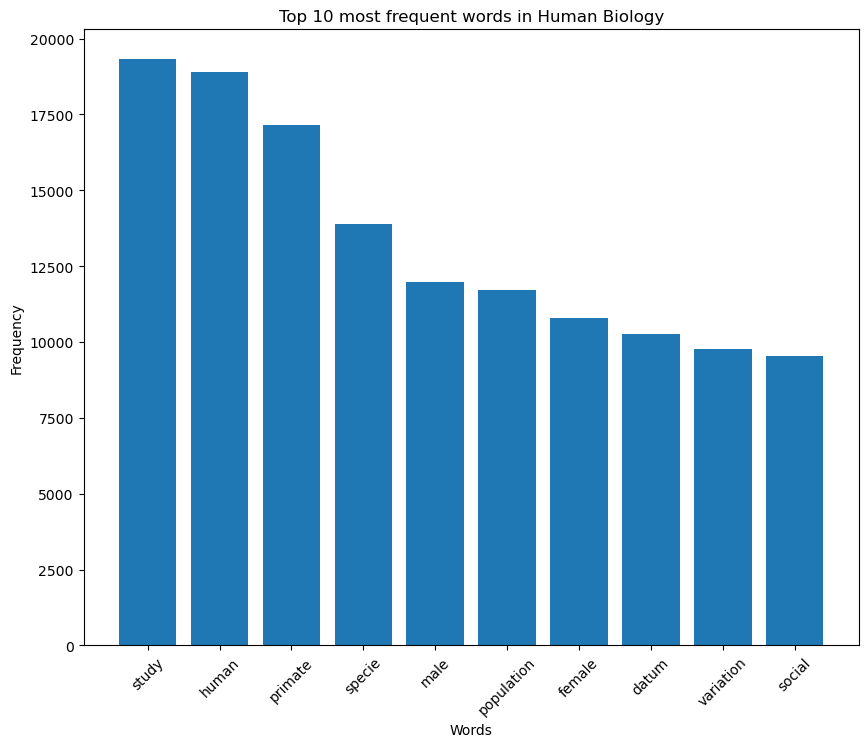 Top 10 most frequent words in Human Biology
20000
17500
15000
12500
10000
7500
5000
2500
0
Frequency
study
human
primate
specie
male
population
female
datum
variation
social
Words